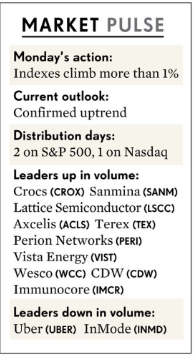 MARKET PULSE
Monday's action:
Indexes climb more than 1%
Current outlook:
Confirmed uptrend
Distribution days:
2 on S&P 500, 1 on Nasdaq
Leaders up in volume:
Crocs (CROX) Sanmina (SANM)
Lattice Semiconductor (LSCC)
Axcelis (ACLS) Terex (TEX)
Perion Networks (PERI)
Vista Energy (VIST)
Wesco (WCC) CDW (CDW)
Immunocore (IMCR)
Leaders down in volume:
Uber (UBER) InMode (INMD)